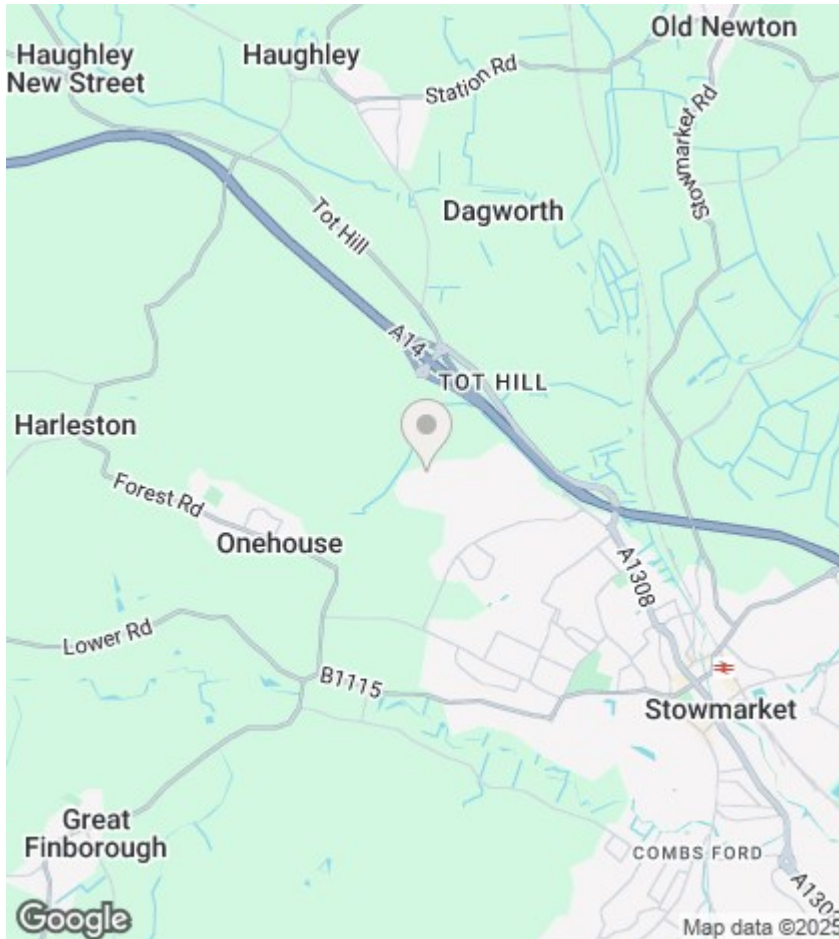 Old Newton
Haughley
New Street
Haughley
Station Rd
Stowmarket Rd
Dagworth
Tot Hill
A14
TOT HILL
Harleston
Forest Rd
Onehouse
A1308
Lower Rd
B1115
Stowmarket
Great
Finborough
COMBS FORD
A130
Google
Map data ©2025